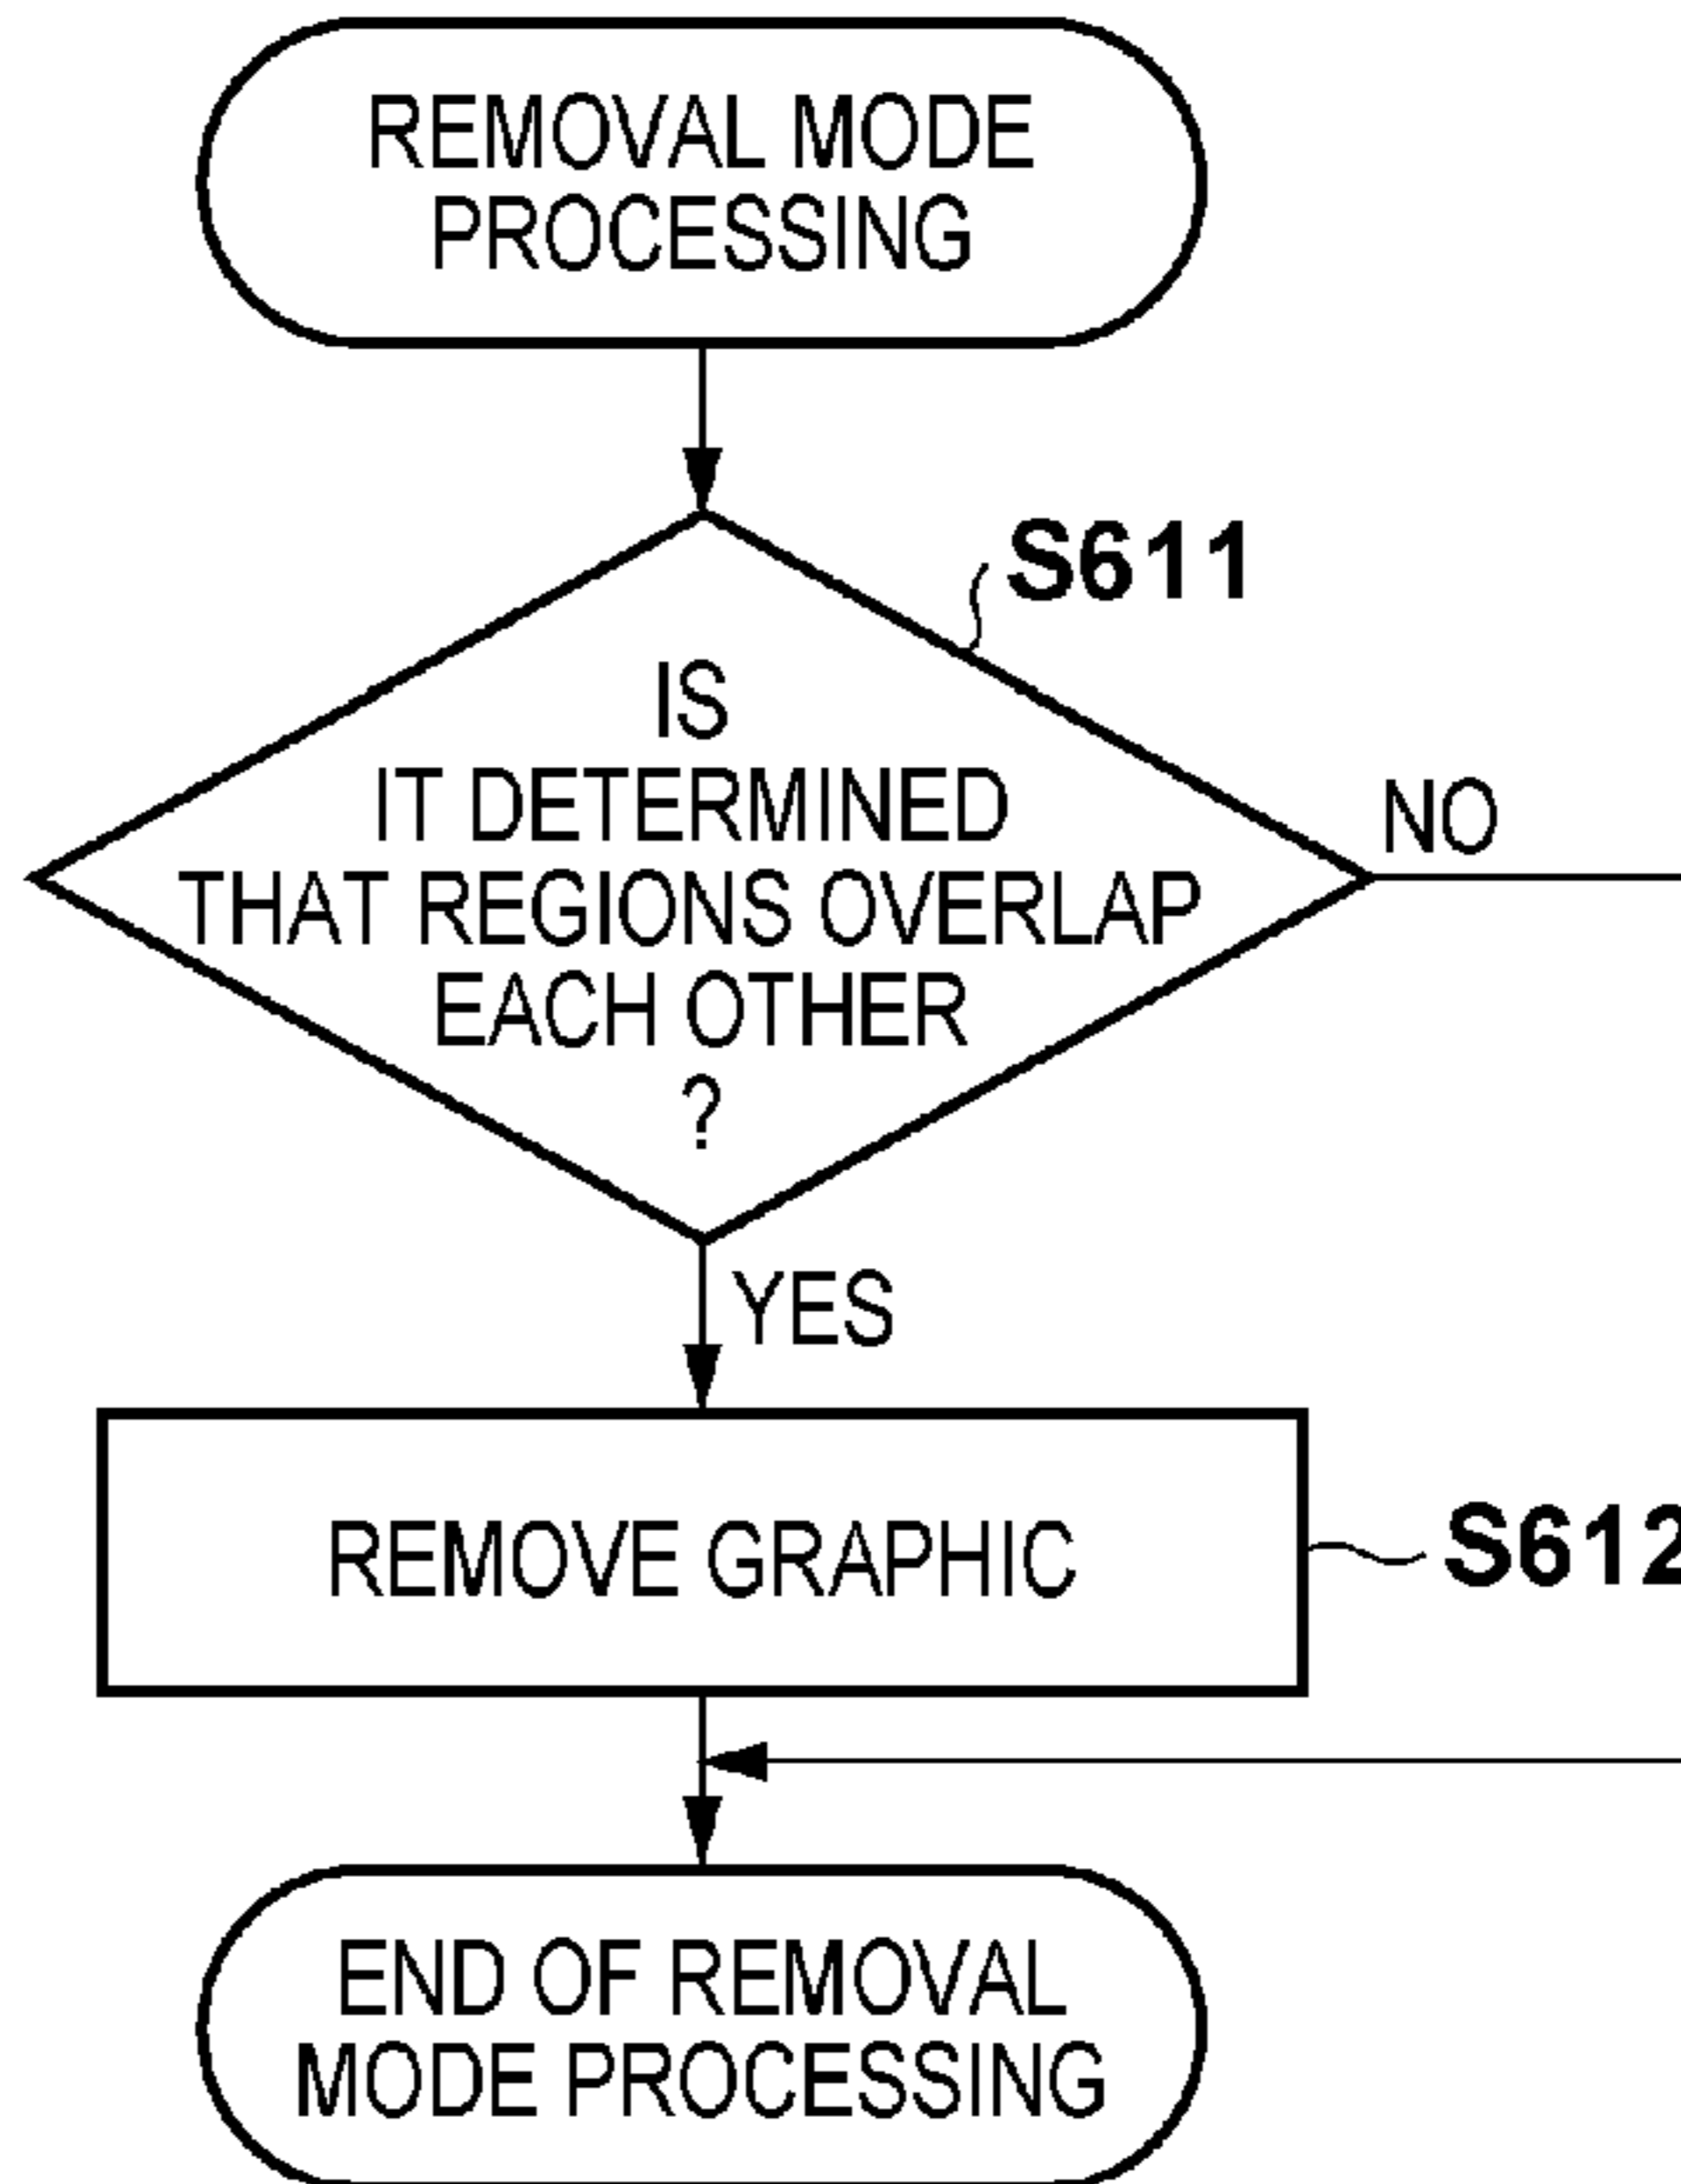 REMOVAL MODE
PROCESSING
S611
IS
IT DETERMINED
THAT REGIONS OVERLAP
EACH OTHER
?
NO
YES
REMOVE GRAPHIC
S612
END OF REMOVAL
MODE PROCESSING